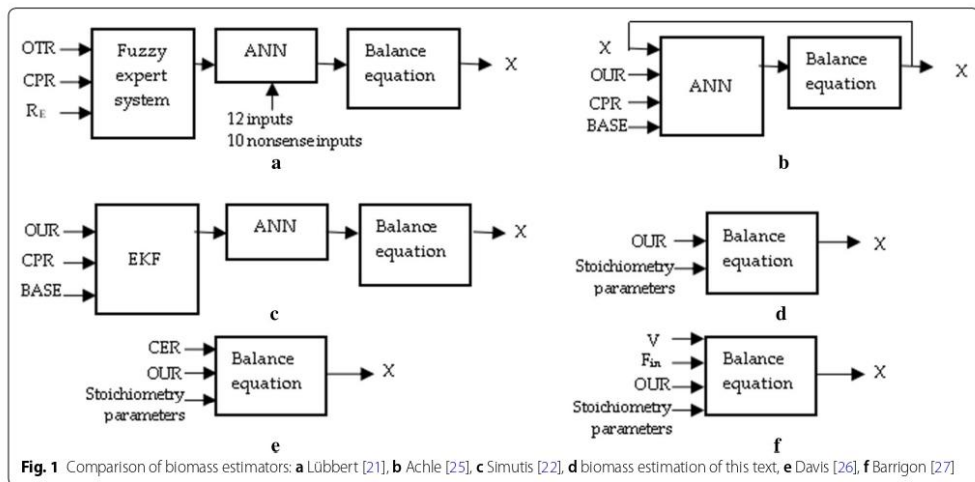 OTR
CPR
RE
Fuzzy
expert
system
ANN
Balance
equation
X
12 inputs
10 nonsense inputs
a
X
OUR
CPR
BASE
ANN
Balance
equation
X
b
OUR
CPR
BASE
EKF
ANN
Balance
equation
X
c
OUR
Stoichiometry
parameters
Balance
equation
X
d
CER
OUR
Stoichiometry
parameters
Balance
equation
X
e
V
Fin
OUR
Stoichiometry
parameters
Balance
equation
X
f
Fig. 1 Comparison of biomass estimators: a Lübbert [21], b Achle [25], c Simutis [22], d biomass estimation of this text, e Davis [26], f Barrigon [27]